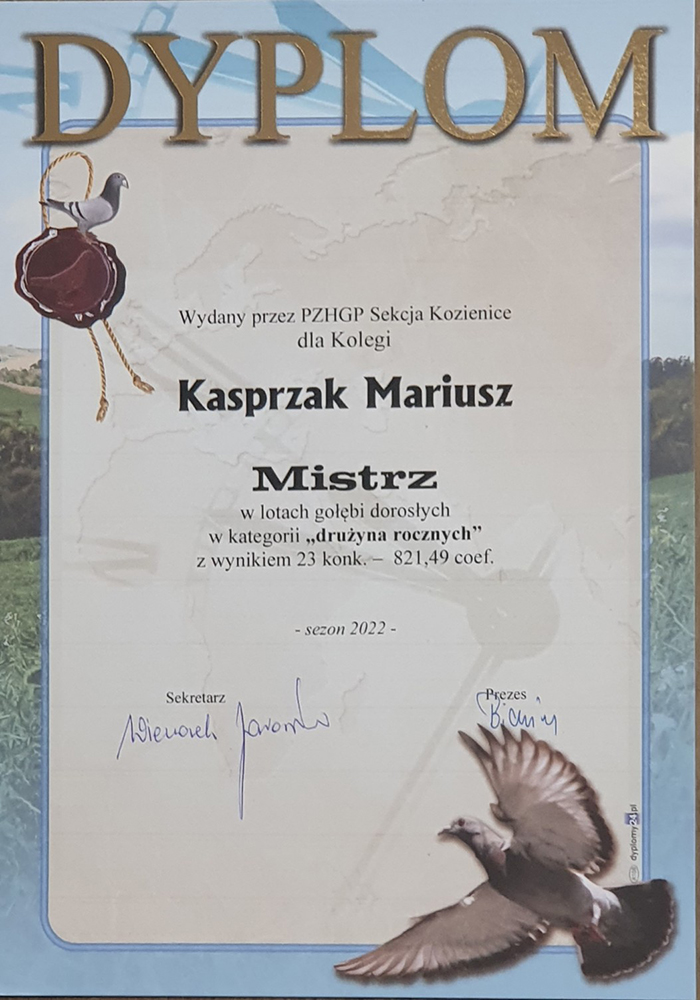 DYPLOM
Wydany przez PZHGP Sekcja Kozienice
dla Kolegi
Kasprzak Mariusz
Mistrz
w lotach gołębi dorosłych
w kategorii „drużyna rocznych”
z wynikiem 23 konk. – 821,49 coef.
- sezon 2022 -
Sekretarz
Prezes
dyplomy24.pl